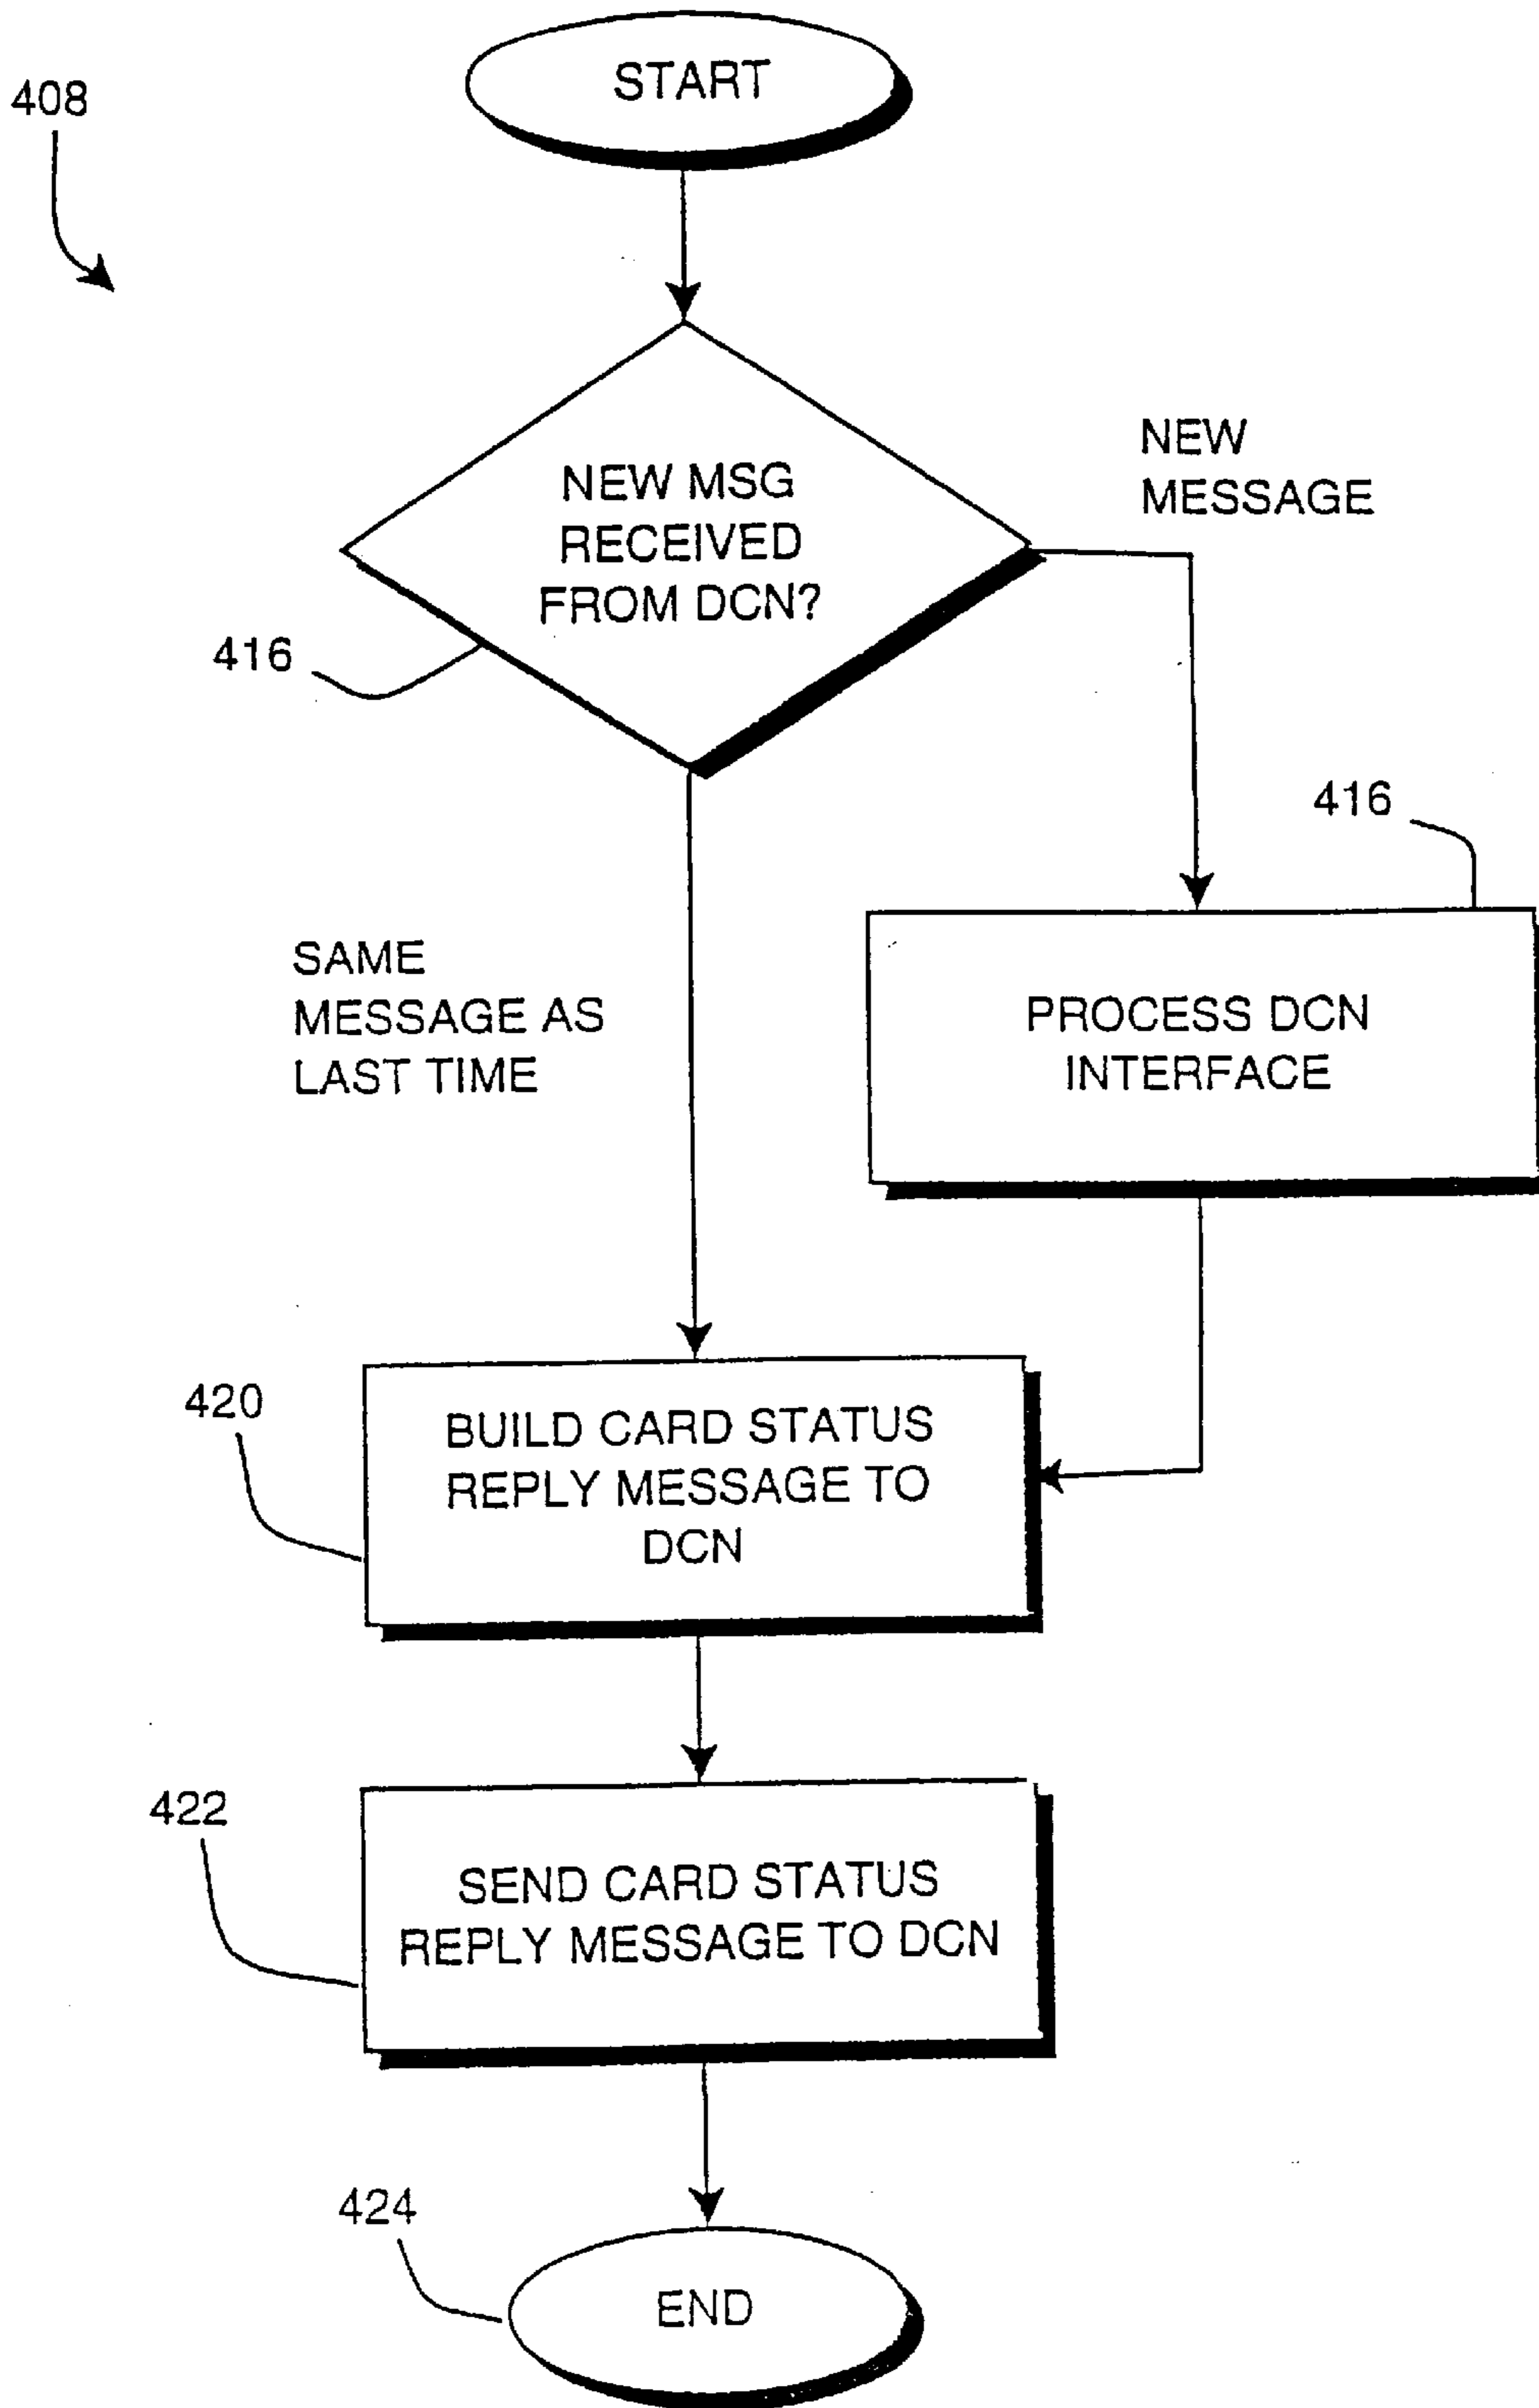 START
408
NEW MSG
RECEIVED
FROM DCN?
NEW
MESSAGE
416
416
SAME
MESSAGE AS
LAST TIME
PROCESS DCN
INTERFACE
420
BUILD CARD STATUS
REPLY MESSAGE TO
DCN
422
SEND CARD STATUS
REPLY MESSAGE TO DCN
424
END